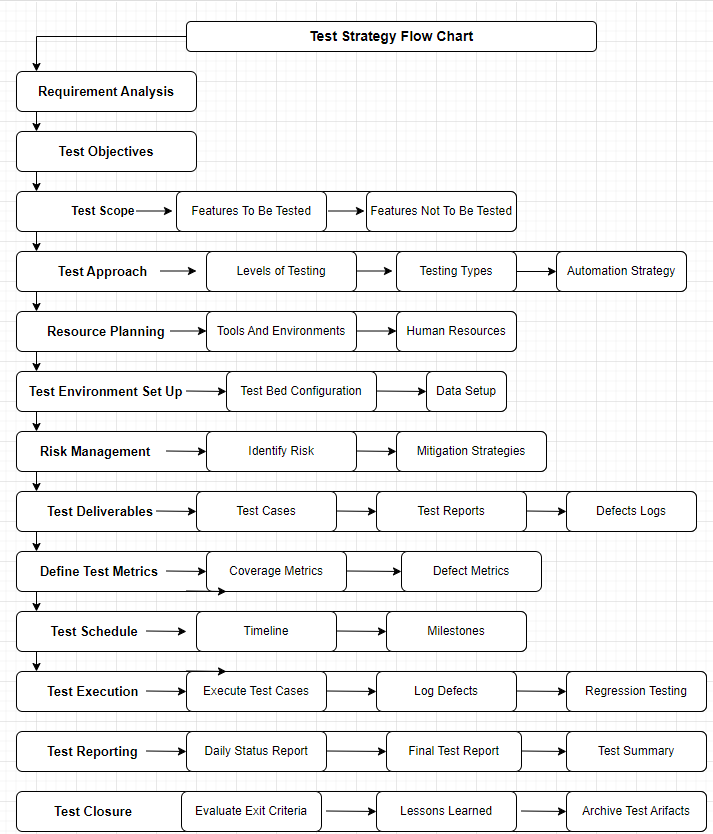 Test Strategy Flow Chart
Requirement Analysis
Test Objectives
Test Scope Features To Be Tested Features Not To Be Tested
Test Approach Levels of Testing Testing Types Automation Strategy
Resource Planning Tools And Environments Human Resources
Test Environment Set Up Test Bed Configuration Data Setup
Risk Management Identify Risk Mitigation Strategies
Test Deliverables Test Cases Test Reports Defects Logs
Define Test Metrics Coverage Metrics Defect Metrics
Test Schedule Timeline Milestones
Test Execution Execute Test Cases Log Defects Regression Testing
Test Reporting Daily Status Report Final Test Report Test Summary
Test Closure Evaluate Exit Criteria Lessons Learned Archive Test Arifacts